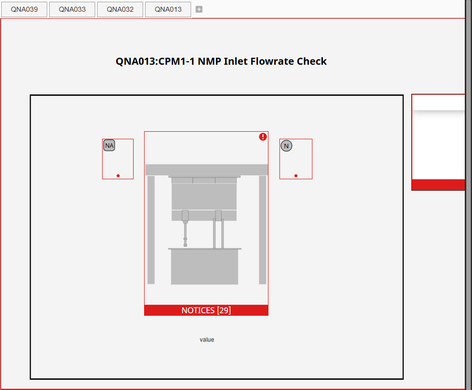 QNA039 QNA033 QNA032 QNA013
QNA013:CPM1-1 NMP Inlet Flowrate Check
NA
N
NOTICES [29]
value